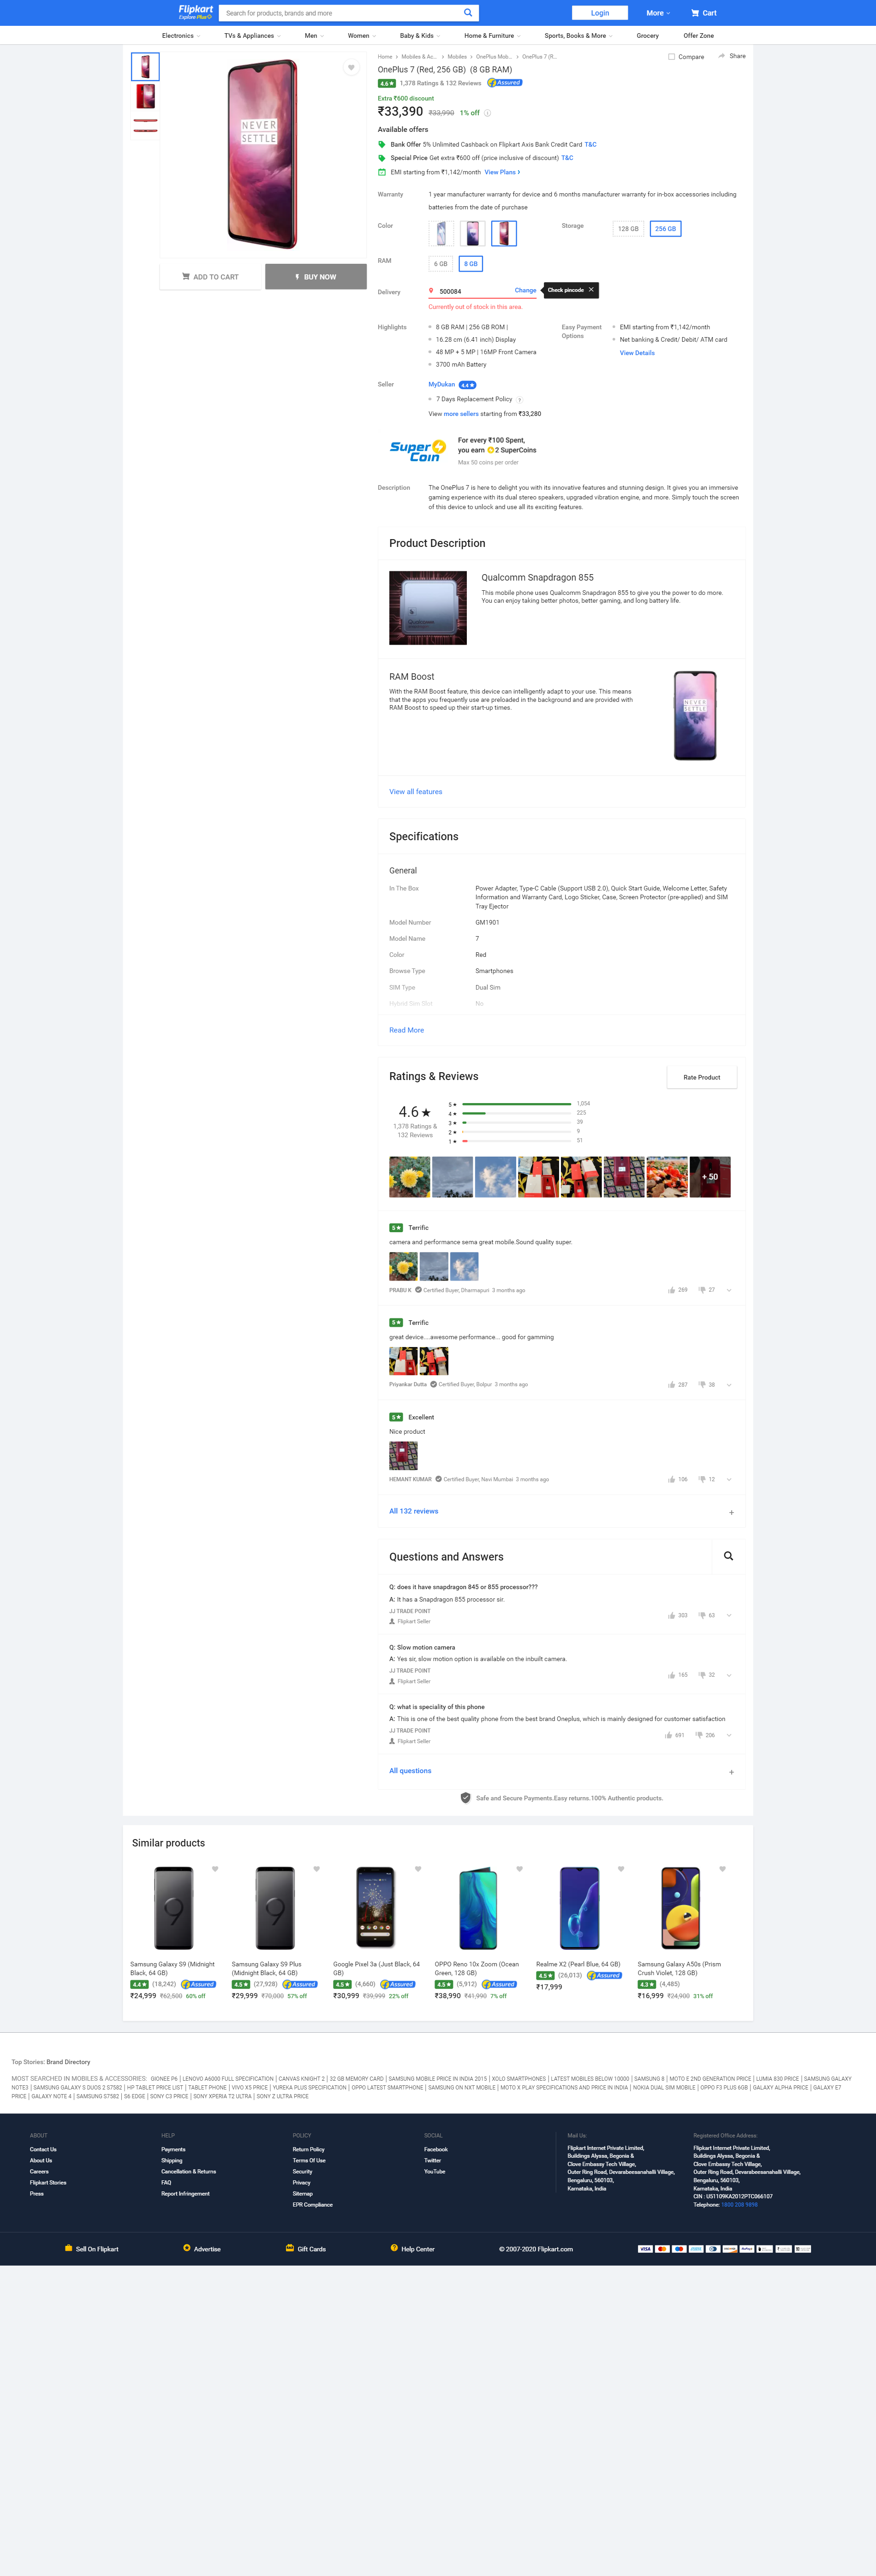 Flipkart
Explore Plus
Search for products, brands and more
Login
More
Cart
Electronics
TVs & Appliances
Men
Women
Baby & Kids
Home & Furniture
Sports, Books & More
Grocery
Offer Zone
Home
Mobiles & Ac...
Mobiles
OnePlus Mob...
OnePlus 7 (R...
Compare
Share
OnePlus 7 (Red, 256 GB) (8 GB RAM)
4.6 ★ 1,378 Ratings & 132 Reviews Assured
Extra ₹600 discount
₹33,390 ₹33,990 1% off
Available offers
Bank Offer 5% Unlimited Cashback on Flipkart Axis Bank Credit Card T&C
Special Price Get extra ₹600 off (price inclusive of discount) T&C
EMI starting from ₹1,142/month View Plans
NEVER
SETTLE
ADD TO CART
BUY NOW
Warranty
1 year manufacturer warranty for device and 6 months manufacturer warranty for in-box accessories including
batteries from the date of purchase
Color
Storage
128 GB
256 GB
RAM
6 GB
8 GB
Delivery
500084
Change
Check pincode
Currently out of stock in this area.
Highlights
8 GB RAM | 256 GB ROM |
16.28 cm (6.41 inch) Display
48 MP + 5 MP | 16MP Front Camera
3700 mAh Battery
Easy Payment
Options
EMI starting from ₹1,142/month
Net banking & Credit/ Debit/ ATM card
View Details
Seller
MyDukan 4.4 ★
7 Days Replacement Policy ?
View more sellers starting from ₹33,280
Super
Coin
For every ₹100 Spent,
you earn 2 SuperCoins
Max 50 coins per order
Description
The OnePlus 7 is here to delight you with its innovative features and stunning design. It gives you an immersive
gaming experience with its dual stereo speakers, upgraded vibration engine, and more. Simply touch the screen
of this device to unlock and use all its exciting features.
Product Description
Qualcomm
Qualcomm Snapdragon 855
This mobile phone uses Qualcomm Snapdragon 855 to give you the power to do more.
You can enjoy taking better photos, better gaming, and long battery life.
RAM Boost
With the RAM Boost feature, this device can intelligently adapt to your use. This means
that the apps you frequently use are preloaded in the background and are provided with
RAM Boost to speed up their start-up times.
NEVER
SETTLE
View all features
Specifications
General
In The Box
Power Adapter, Type-C Cable (Support USB 2.0), Quick Start Guide, Welcome Letter, Safety
Information and Warranty Card, Logo Sticker, Case, Screen Protector (pre-applied) and SIM
Tray Ejector
Model Number GM1901
Model Name 7
Color Red
Browse Type Smartphones
SIM Type Dual Sim
Hybrid Sim Slot No
Read More
Ratings & Reviews
Rate Product
4.6 ★
1,378 Ratings &
132 Reviews
5 ★ 1,054
4 ★ 225
3 ★ 39
2 ★ 9
1 ★ 51
+ 50
5 ★ Terrific
camera and performance sema great mobile.Sound quality super.
PRABU K Certified Buyer, Dharmapuri 3 months ago
269
27
5 ★ Terrific
great device....awesome performance... good for gamming
Priyankar Dutta Certified Buyer, Bolpur 3 months ago
287
38
5 ★ Excellent
Nice product
HEMANT KUMAR Certified Buyer, Navi Mumbai 3 months ago
106
12
All 132 reviews
+
Questions and Answers
Q: does it have snapdragon 845 or 855 processor???
A: It has a Snapdragon 855 processor sir.
JJ TRADE POINT
Flipkart Seller
303
63
Q: Slow motion camera
A: Yes sir, slow motion option is available on the inbuilt camera.
JJ TRADE POINT
Flipkart Seller
165
32
Q: what is speciality of this phone
A: This is one of the best quality phone from the best brand Oneplus, which is mainly designed for customer satisfaction
JJ TRADE POINT
Flipkart Seller
691
206
All questions
+
Safe and Secure Payments.Easy returns.100% Authentic products.
Similar products
Samsung Galaxy S9 (Midnight
Black, 64 GB)
4.4 ★ (18,242) Assured
₹24,999 ₹62,500 60% off
Samsung Galaxy S9 Plus
(Midnight Black, 64 GB)
4.5 ★ (27,928) Assured
₹29,999 ₹70,000 57% off
Google Pixel 3a (Just Black, 64
GB)
4.5 ★ (4,660) Assured
₹30,999 ₹39,999 22% off
OPPO Reno 10x Zoom (Ocean
Green, 128 GB)
4.5 ★ (5,912) Assured
₹38,990 ₹41,990 7% off
Realme X2 (Pearl Blue, 64 GB)
4.5 ★ (26,013) Assured
₹17,999
Samsung Galaxy A50s (Prism
Crush Violet, 128 GB)
4.3 ★ (4,485)
₹16,999 ₹24,900 31% off
Top Stories: Brand Directory
MOST SEARCHED IN MOBILES & ACCESSORIES: GIONEE P6 | LENOVO A6000 FULL SPECIFICATION | CANVAS KNIGHT 2 | 32 GB MEMORY CARD | SAMSUNG MOBILE PRICE IN INDIA 2015 | XOLO SMARTPHONES | LATEST MOBILES BELOW 10000 | SAMSUNG 8 | MOTO E 2ND GENERATION PRICE | LUMIA 830 PRICE | SAMSUNG GALAXY
NOTE3 | SAMSUNG GALAXY S DUOS 2 S7582 | HP TABLET PRICE LIST | TABLET PHONE | VIVO X5 PRICE | YUREKA PLUS SPECIFICATION | OPPO LATEST SMARTPHONE | SAMSUNG ON NXT MOBILE | MOTO X PLAY SPECIFICATIONS AND PRICE IN INDIA | NOKIA DUAL SIM MOBILE | OPPO F3 PLUS 6GB | GALAXY ALPHA PRICE | GALAXY E7
PRICE | GALAXY NOTE 4 | SAMSUNG S7582 | S6 EDGE | SONY C3 PRICE | SONY XPERIA T2 ULTRA | SONY Z ULTRA PRICE
ABOUT
Contact Us
About Us
Careers
Flipkart Stories
Press
HELP
Payments
Shipping
Cancellation & Returns
FAQ
Report Infringement
POLICY
Return Policy
Terms Of Use
Security
Privacy
Sitemap
EPR Compliance
SOCIAL
Facebook
Twitter
YouTube
Mail Us
Flipkart Internet Private Limited,
Buildings Alyssa, Begonia &
Clove Embassy Tech Village,
Outer Ring Road, Devarabeesanahalli Village,
Bengaluru, 560103,
Karnataka, India
Registered Office Address
Flipkart Internet Private Limited,
Buildings Alyssa, Begonia &
Clove Embassy Tech Village,
Outer Ring Road, Devarabeesanahalli Village,
Bengaluru, 560103,
Karnataka, India
CIN : U51109KA2012PTC066107
Telephone: 1800 208 9898
Sell On Flipkart
Advertise
Gift Cards
Help Center
© 2007-2020 Flipkart.com
VISA